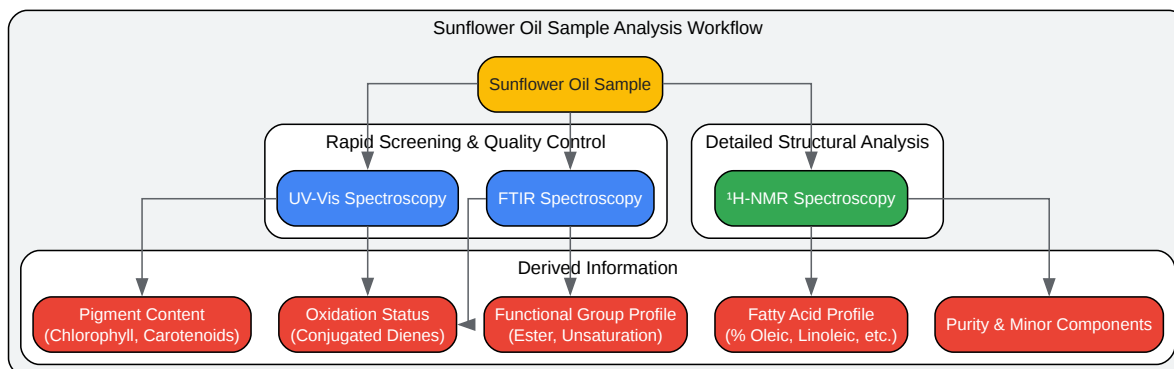 Sunflower Oil Sample Analysis Workflow
Sunflower Oil Sample
Rapid Screening & Quality Control
Detailed Structural Analysis
UV-Vis Spectroscopy
FTIR Spectroscopy
¹H-NMR Spectroscopy
Derived Information
Pigment Content
(Chlorophyll, Carotenoids)
Oxidation Status
(Conjugated Dienes)
Functional Group Profile
(Ester, Unsaturation)
Fatty Acid Profile
(% Oleic, Linoleic, etc.)
Purity & Minor Components